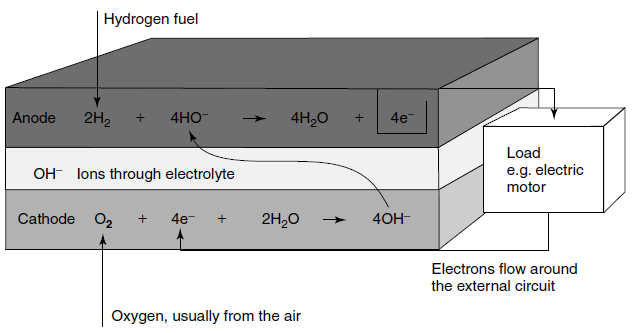 Hydrogen fuel
Anode 2H₂ + 4HO⁻ → 4H₂O + 4e⁻
OH⁻ Ions through electrolyte
Load
e.g. electric
motor
Cathode O₂ + 4e⁻ + 2H₂O → 4OH⁻
Electrons flow around
the external circuit
Oxygen, usually from the air